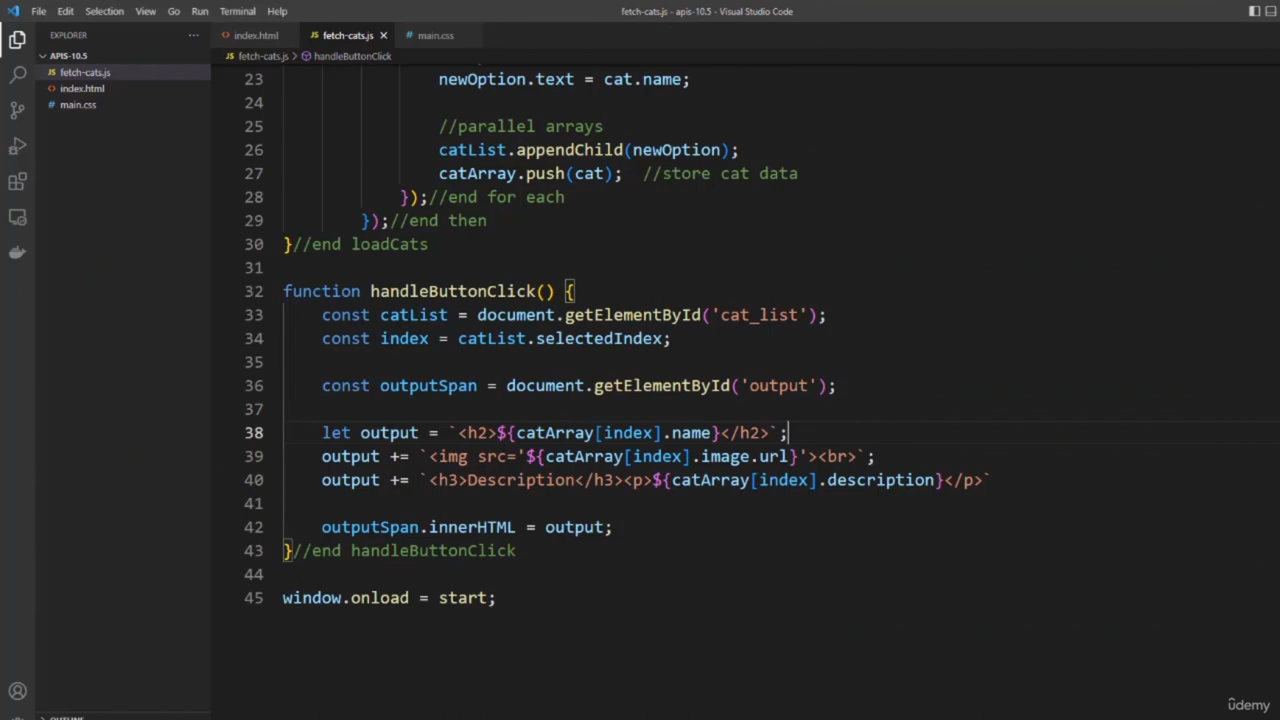 File Edit Selection View Go Run Terminal Help
fetch-cats.js - apis-10.5 - Visual Studio Code
EXPLORER
APIS-10.5
JS fetch-cats.js
<> index.html
# main.css
OUTLINE
<> index.html JS fetch-cats.js # main.css
JS fetch-cats.js > handleButtonClick
23 newOption.text = cat.name;
24
25 //parallel arrays
26 catList.appendChild(newOption);
27 catArray.push(cat); //store cat data
28 });//end for each
29 });//end then
30 }//end loadCats
31
32 function handleButtonClick() {
33 const catList = document.getElementById('cat_list');
34 const index = catList.selectedIndex;
35
36 const outputSpan = document.getElementById('output');
37
38 let output = `<h2>${catArray[index].name}</h2>`;
39 output += `<img src='${catArray[index].image.url}'><br>`;
40 output += `<h3>Description</h3><p>${catArray[index].description}</p>`
41
42 outputSpan.innerHTML = output;
43 }//end handleButtonClick
44
45 window.onload = start;
ûdemy